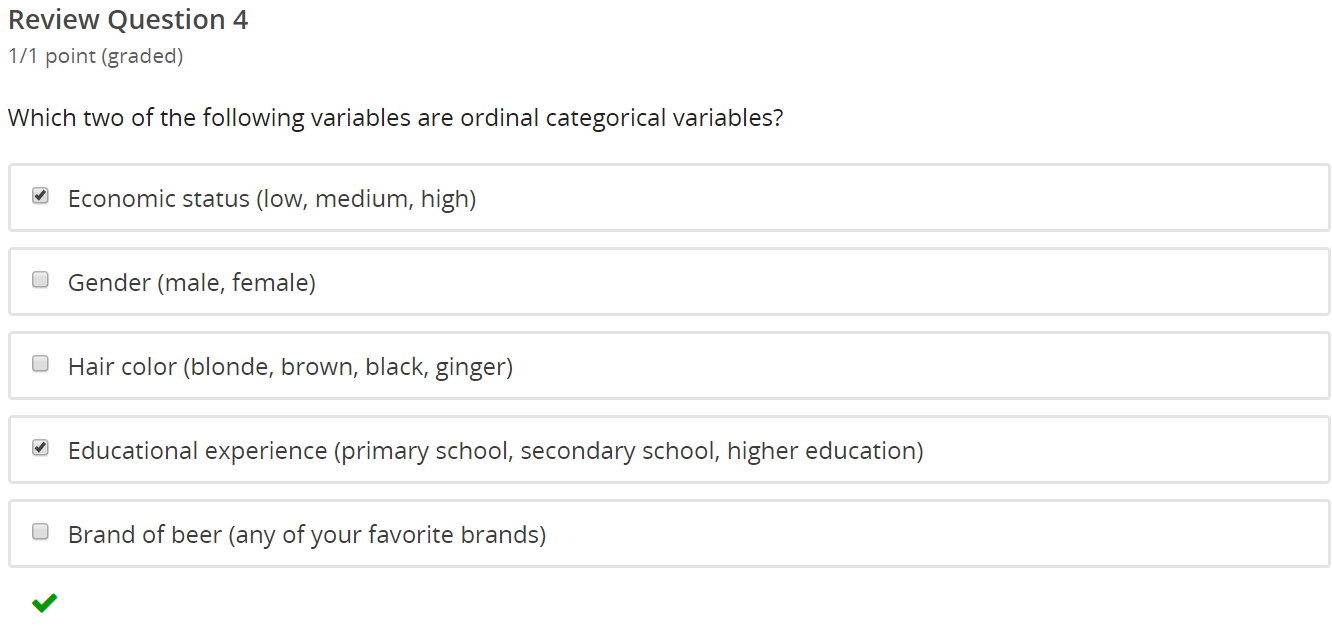 Review Question 4
1/1 point (graded)
Which two of the following variables are ordinal categorical variables?
Economic status (low, medium, high)
Gender (male, female)
Hair color (blonde, brown, black, ginger)
Educational experience (primary school, secondary school, higher education)
Brand of beer (any of your favorite brands)